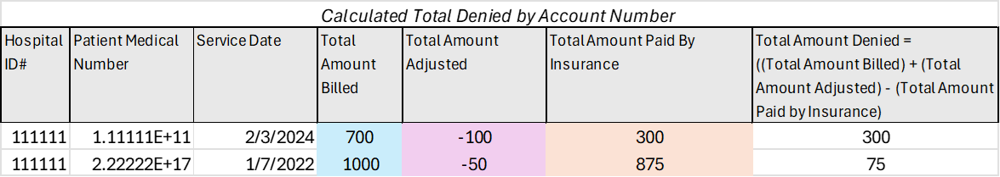 Calculated Total Denied by Account Number
Hospital ID# Patient Medical Number Service Date Total Amount Billed Total Amount Adjusted Total Amount Paid By Insurance Total Amount Denied = ((Total Amount Billed) + (Total Amount Adjusted) - (Total Amount Paid by Insurance)
111111 1.11111E+11 2/3/2024 700 -100 300 300
111111 2.22222E+17 1/7/2022 1000 -50 875 75